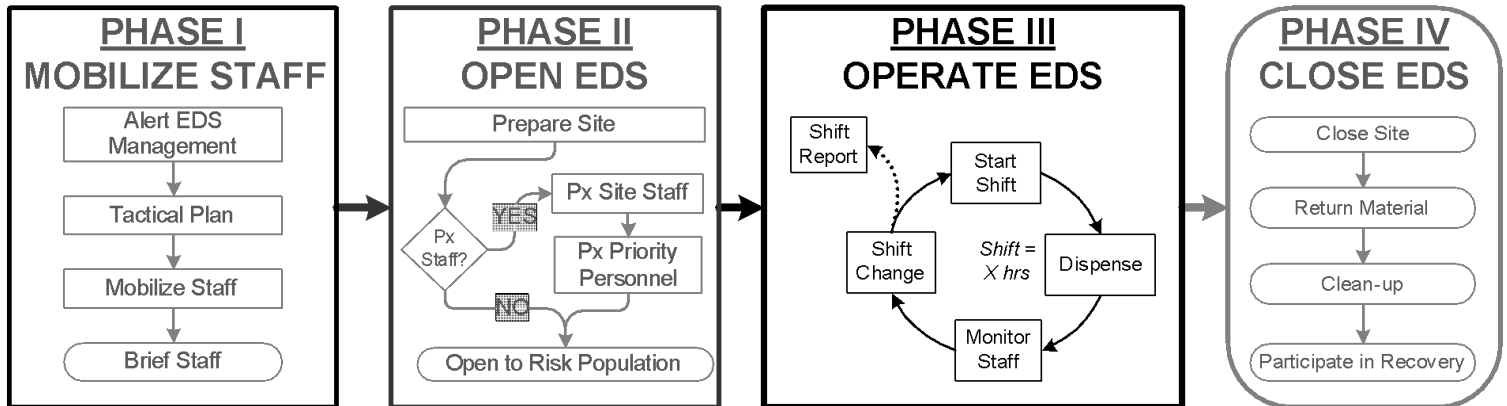 PHASE I
MOBILIZE STAFF
Alert EDS
Management
Tactical Plan
Mobilize Staff
Brief Staff
PHASE II
OPEN EDS
Prepare Site
Px
Staff?
YES
NO
Px Site Staff
Px Priority
Personnel
Open to Risk Population
PHASE III
OPERATE EDS
Shift
Report
Start
Shift
Dispense
Monitor
Staff
Shift
Change
Shift =
X hrs
PHASE IV
CLOSE EDS
Close Site
Return Material
Clean-up
Participate in Recovery